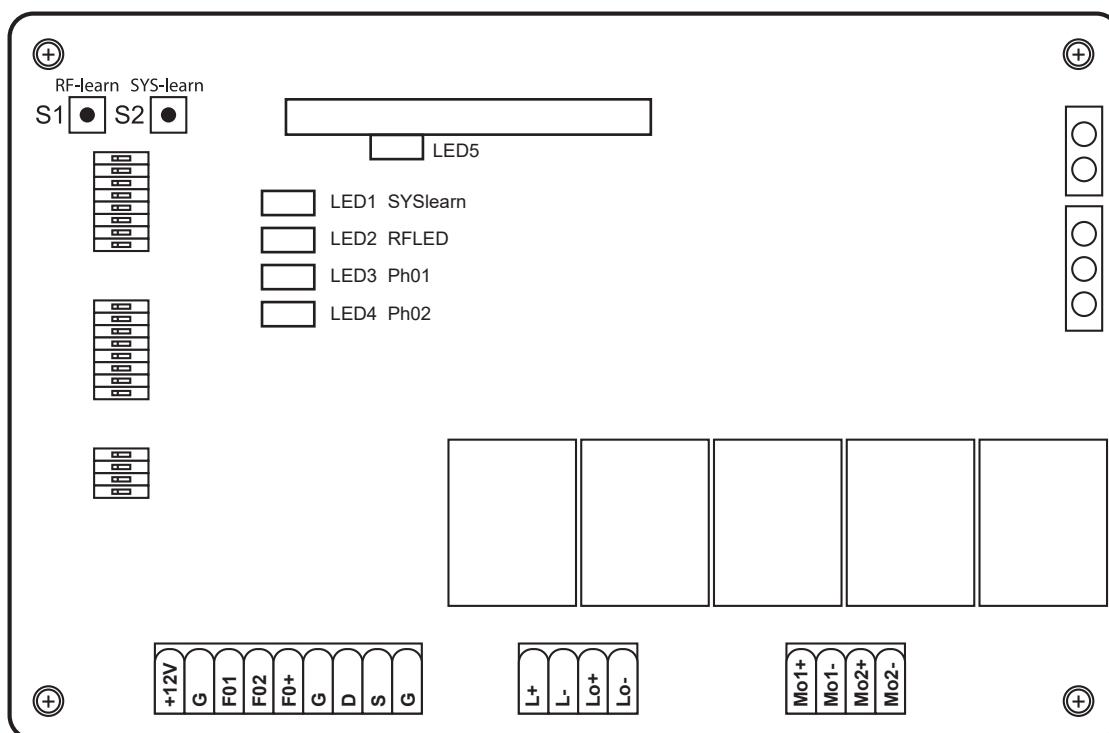 RF-learn SYS-learn
S1 S2
LED5
LED1 SYSlearn
LED2 RFLED
LED3 Ph01
LED4 Ph02
+12V G F01 F02 F0+ G D S G
L+ L- Lo+ Lo-
Mo1+ Mo1- Mo2+ Mo2-